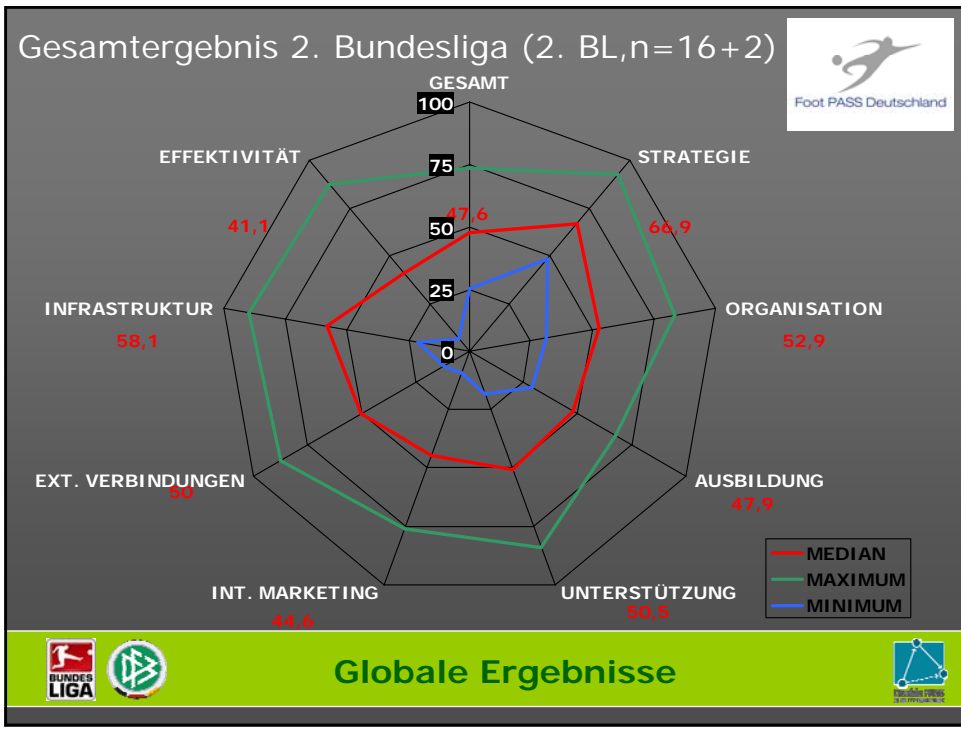 Gesamtergebnis 2. Bundesliga (2. BL,n=16+2)
Foot PASS Deutschland
GESAMT
100
EFFEKTIVITÄT
STRATEGIE
75
41,1
47,6
66,9
50
25
INFRASTRUKTUR
ORGANISATION
58,1
52,9
0
EXT. VERBINDUNGEN
50
AUSBILDUNG
47,9
MEDIAN
MAXIMUM
MINIMUM
INT. MARKETING
44,6
UNTERSTÜTZUNG
50,5
BUNDES
LIGA
DFB
Globale Ergebnisse